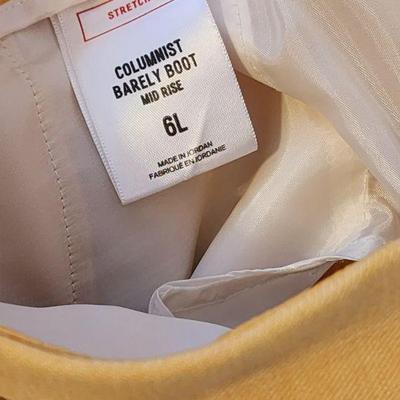 STRETCH
COLUMNIST
BARELY BOOT
MID RISE
6L
MADE IN JORDAN
FABRIQUÉ EN JORDANIE